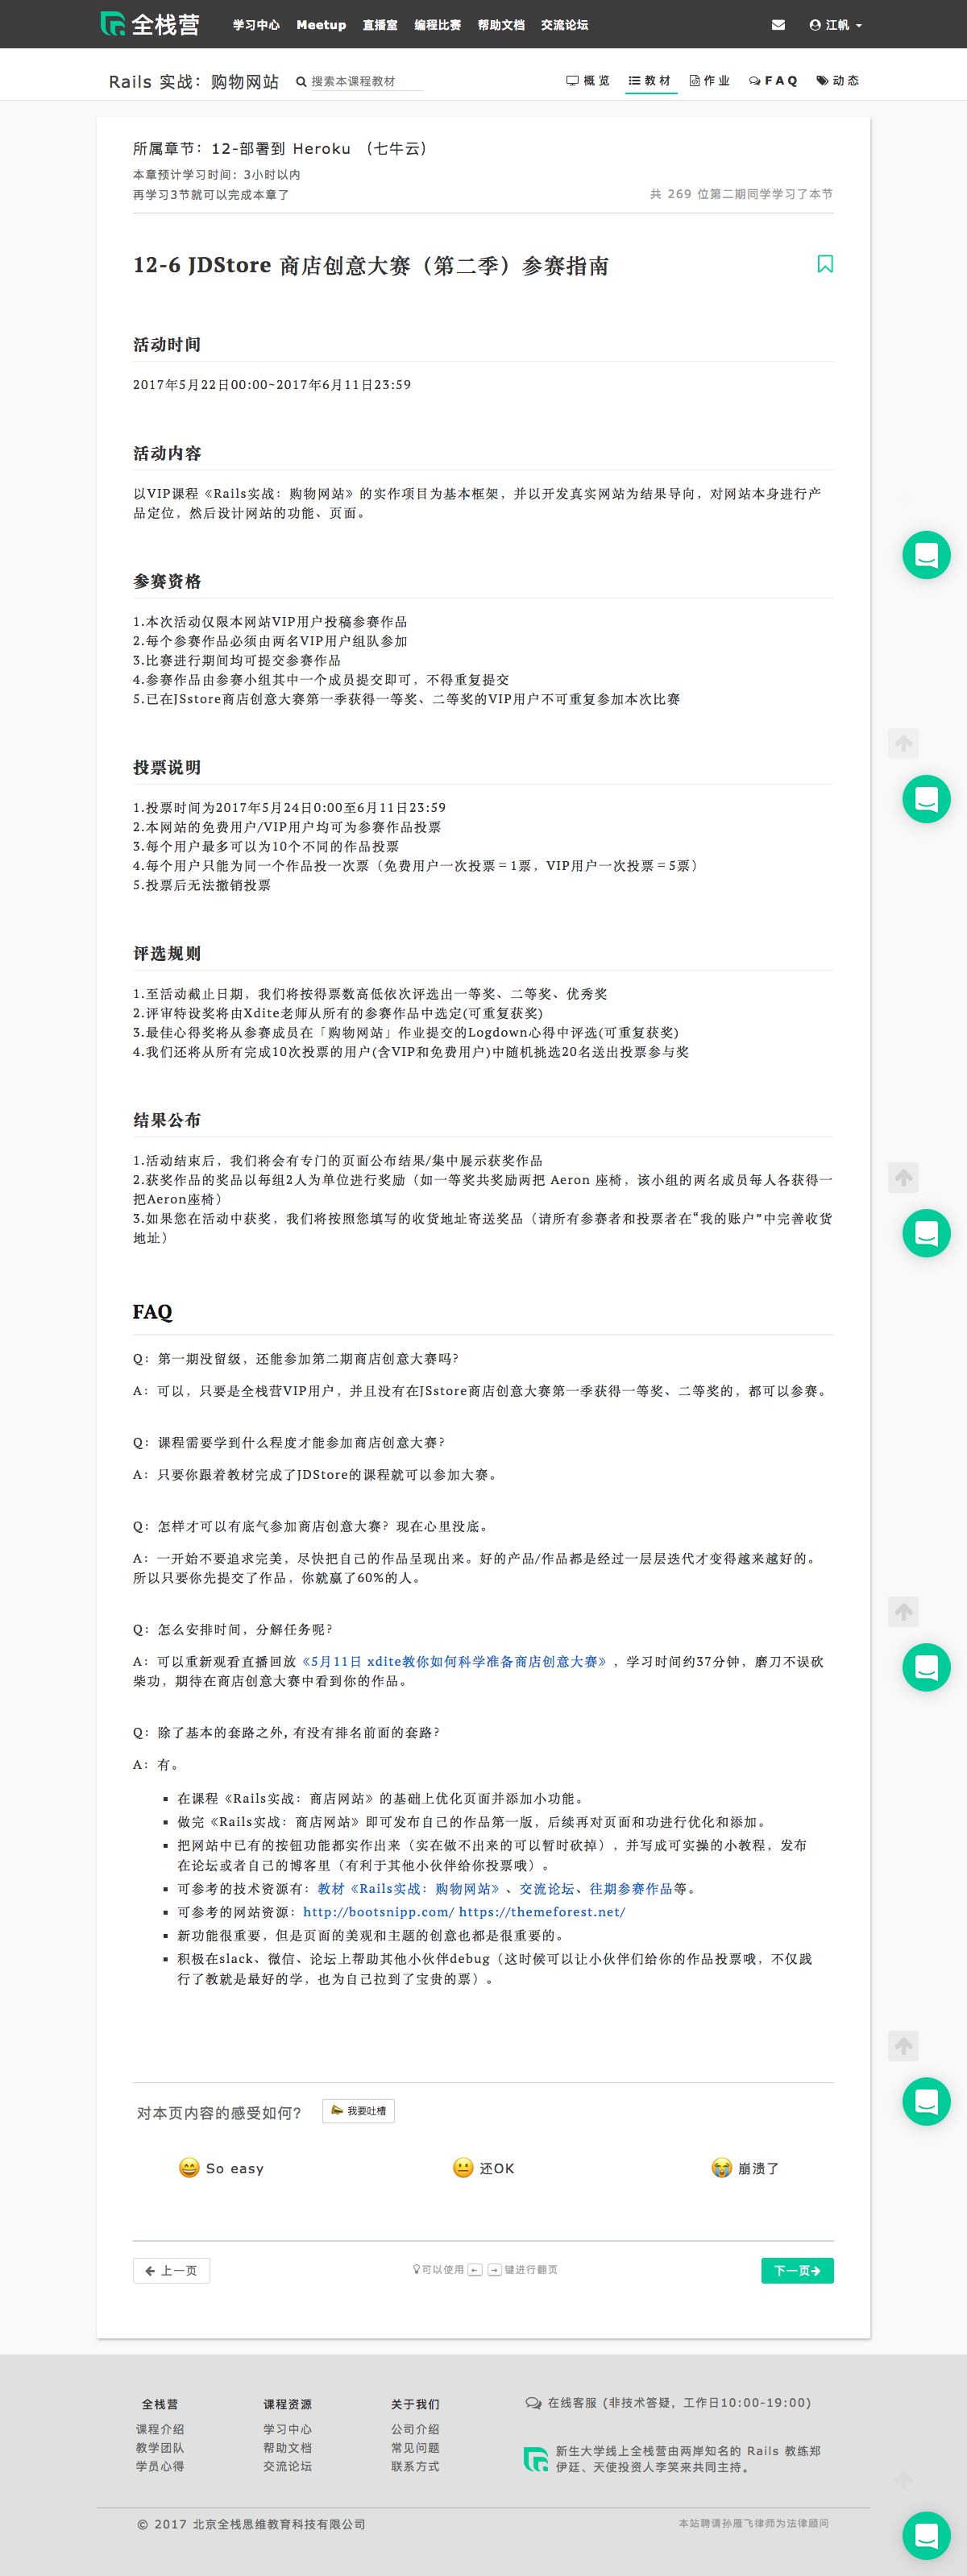 全栈营 学习中心 Meetup 直播室 编程比赛 帮助文档 交流论坛 江帆
Rails 实战：购物网站 搜索本课程教材 概览 教材 作业 FAQ 动态
所属章节：12-部署到 Heroku （七牛云）
本章预计学习时间：3小时以内
再学习3节就可以完成本章了 共 269 位第二期同学学习了本节
12-6 JDStore 商店创意大赛（第二季）参赛指南
活动时间
2017年5月22日00:00~2017年6月11日23:59
活动内容
以VIP课程《Rails实战：购物网站》的实作项目为基本框架，并以开发真实网站为结果导向，对网站本身进行产
品定位，然后设计网站的功能、页面。
参赛资格
1.本次活动仅限本网站VIP用户投稿参赛作品
2.每个参赛作品必须由两名VIP用户组队参加
3.比赛进行期间均可提交参赛作品
4.参赛作品由参赛小组其中一个成员提交即可，不得重复提交
5.已在JSstore商店创意大赛第一季获得一等奖、二等奖的VIP用户不可重复参加本次比赛
投票说明
1.投票时间为2017年5月24日0:00至6月11日23:59
2.本网站的免费用户/VIP用户均可为参赛作品投票
3.每个用户最多可以为10个不同的作品投票
4.每个用户只能为同一个作品投一次票（免费用户一次投票＝1票，VIP用户一次投票＝5票）
5.投票后无法撤销投票
评选规则
1.至活动截止日期，我们将按得票数高低依次评选出一等奖、二等奖、优秀奖
2.评审特设奖将由Xdite老师从所有的参赛作品中选定(可重复获奖)
3.最佳心得奖将从参赛成员在「购物网站」作业提交的Logdown心得中评选(可重复获奖)
4.我们还将从所有完成10次投票的用户(含VIP和免费用户)中随机挑选20名送出投票参与奖
结果公布
1.活动结束后，我们将会有专门的页面公布结果/集中展示获奖作品
2.获奖作品的奖品以每组2人为单位进行奖励（如一等奖共奖励两把 Aeron 座椅，该小组的两名成员每人各获得一
把Aeron座椅）
3.如果您在活动中获奖，我们将按照您填写的收货地址寄送奖品（请所有参赛者和投票者在“我的账户”中完善收货
地址）
FAQ
Q：第一期没留级，还能参加第二期商店创意大赛吗？
A：可以，只要是全栈营VIP用户，并且没有在JSstore商店创意大赛第一季获得一等奖、二等奖的，都可以参赛。
Q：课程需要学到什么程度才能参加商店创意大赛？
A：只要你跟着教材完成了JDStore的课程就可以参加大赛。
Q：怎样才可以有底气参加商店创意大赛？现在心里没底。
A：一开始不要追求完美，尽快把自己的作品呈现出来。好的产品/作品都是经过一层层迭代才变得越来越好的。
所以只要你先提交了作品，你就赢了60%的人。
Q：怎么安排时间，分解任务呢？
A：可以重新观看直播回放《5月11日 xdite教你如何科学准备商店创意大赛》，学习时间约37分钟，磨刀不误砍
柴功，期待在商店创意大赛中看到你的作品。
Q：除了基本的套路之外, 有没有排名前面的套路？
A：有。
▪ 在课程《Rails实战：商店网站》的基础上优化页面并添加小功能。
▪ 做完《Rails实战：商店网站》即可发布自己的作品第一版，后续再对页面和功进行优化和添加。
▪ 把网站中已有的按钮功能都实作出来（实在做不出来的可以暂时砍掉），并写成可实操的小教程，发布
在论坛或者自己的博客里（有利于其他小伙伴给你投票哦）。
▪ 可参考的技术资源有：教材《Rails实战：购物网站》、交流论坛、往期参赛作品等。
▪ 可参考的网站资源：http://bootsnipp.com/ https://themeforest.net/
▪ 新功能很重要，但是页面的美观和主题的创意也都是很重要的。
▪ 积极在slack、微信、论坛上帮助其他小伙伴debug（这时候可以让小伙伴们给你的作品投票哦，不仅践
行了教就是最好的学，也为自己拉到了宝贵的票）。
对本页内容的感受如何？ 我要吐槽
So easy 还OK 崩溃了
上一页 可以使用 ← → 键进行翻页 下一页
全栈营 课程资源 关于我们 在线客服 (非技术答疑，工作日10:00-19:00)
课程介绍 学习中心 公司介绍
教学团队 帮助文档 常见问题 新生大学线上全栈营由两岸知名的 Rails 教练郑
学员心得 交流论坛 联系方式 伊廷、天使投资人李笑来共同主持。
© 2017 北京全栈思维教育科技有限公司 本站聘请孙雁飞律师为法律顾问